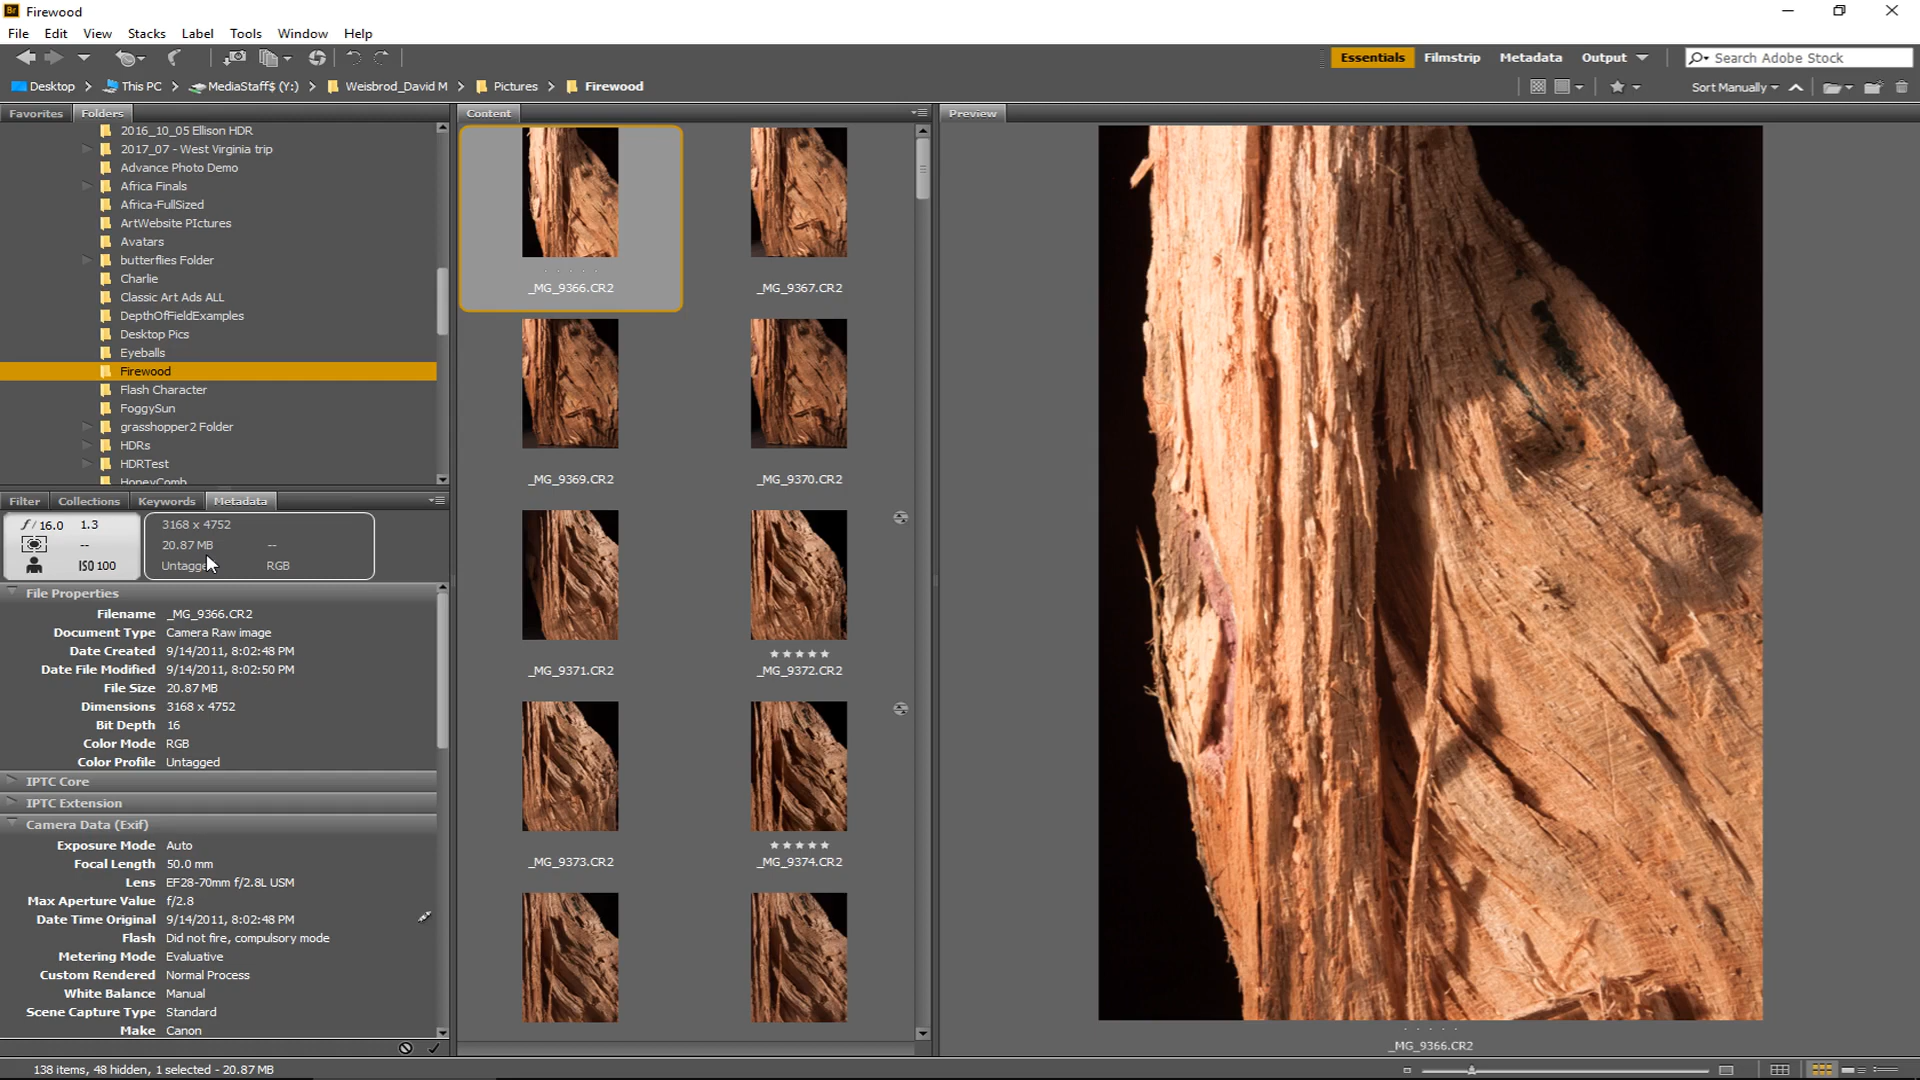 Br Firewood
File Edit View Stacks Label Tools Window Help
Essentials Filmstrip Metadata Output Search Adobe Stock
Desktop This PC MediaStaff$ (Y:) Weisbrod_David M Pictures Firewood Sort Manually
Favorites Folders
2016_10_05 Ellison HDR
2017_07 - West Virginia trip
Advance Photo Demo
Africa Finals
Africa-FullSized
ArtWebsite PIctures
Avatars
butterflies Folder
Charlie
Classic Art Ads ALL
DepthOfFieldExamples
Desktop Pics
Eyeballs
Firewood
Flash Character
FoggySun
grasshopper2 Folder
HDRs
HDRTest
HoneyComb
Filter Collections Keywords Metadata
f/16.0 1.3
--
ISO 100
3168 x 4752
20.87 MB --
Untagged RGB
File Properties
Filename _MG_9366.CR2
Document Type Camera Raw image
Date Created 9/14/2011, 8:02:48 PM
Date File Modified 9/14/2011, 8:02:50 PM
File Size 20.87 MB
Dimensions 3168 x 4752
Bit Depth 16
Color Mode RGB
Color Profile Untagged
IPTC Core
IPTC Extension
Camera Data (Exif)
Exposure Mode Auto
Focal Length 50.0 mm
Lens EF28-70mm f/2.8L USM
Max Aperture Value f/2.8
Date Time Original 9/14/2011, 8:02:48 PM
Flash Did not fire, compulsory mode
Metering Mode Evaluative
Custom Rendered Normal Process
White Balance Manual
Scene Capture Type Standard
Make Canon
138 items, 48 hidden, 1 selected - 20.87 MB
Content
_MG_9366.CR2 _MG_9367.CR2
_MG_9369.CR2 _MG_9370.CR2
_MG_9371.CR2 _MG_9372.CR2
_MG_9373.CR2 _MG_9374.CR2
Preview
_MG_9366.CR2